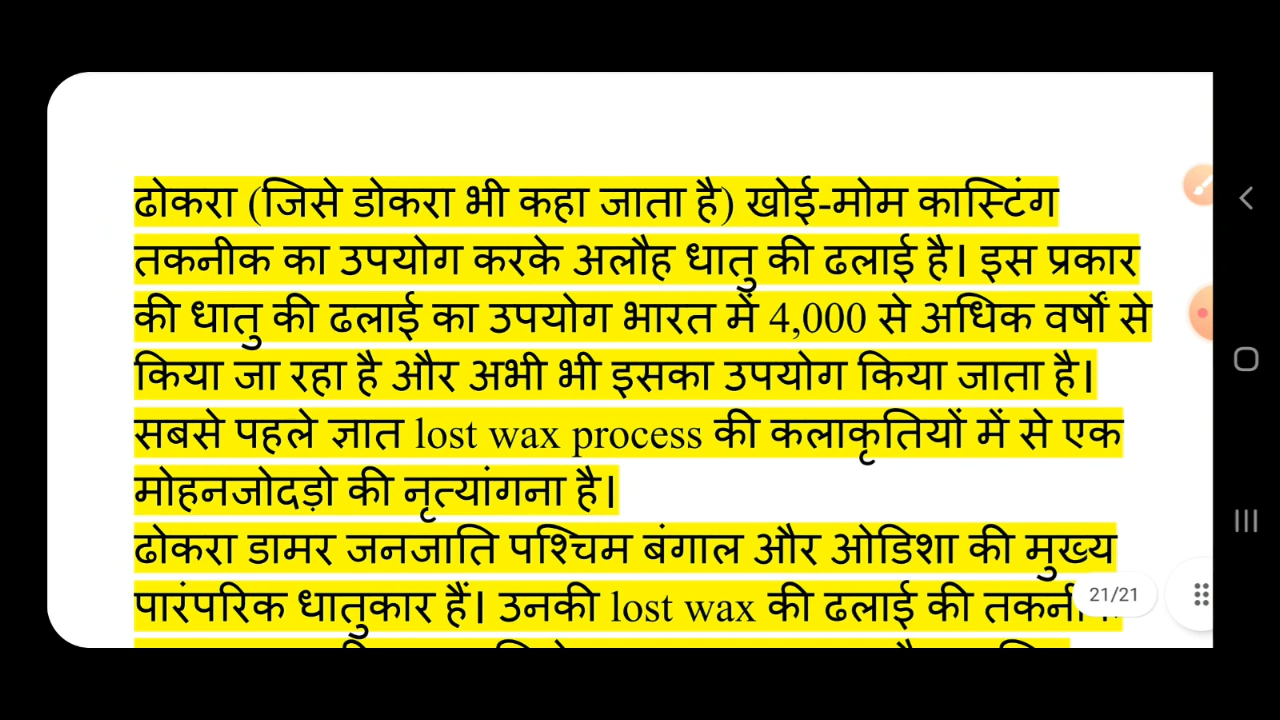 ढोकरा (जिसे डोकरा भी कहा जाता है) खोई-मोम कास्टिंग
तकनीक का उपयोग करके अलौह धातु की ढलाई है। इस प्रकार
की धातु की ढलाई का उपयोग भारत में 4,000 से अधिक वर्षों से
किया जा रहा है और अभी भी इसका उपयोग किया जाता है।
सबसे पहले ज्ञात lost wax process की कलाकृतियों में से एक
मोहनजोदड़ो की नृत्यांगना है।
ढोकरा डामर जनजाति पश्चिम बंगाल और ओडिशा की मुख्य
पारंपरिक धातुकार हैं। उनकी lost wax की ढलाई की
21/21